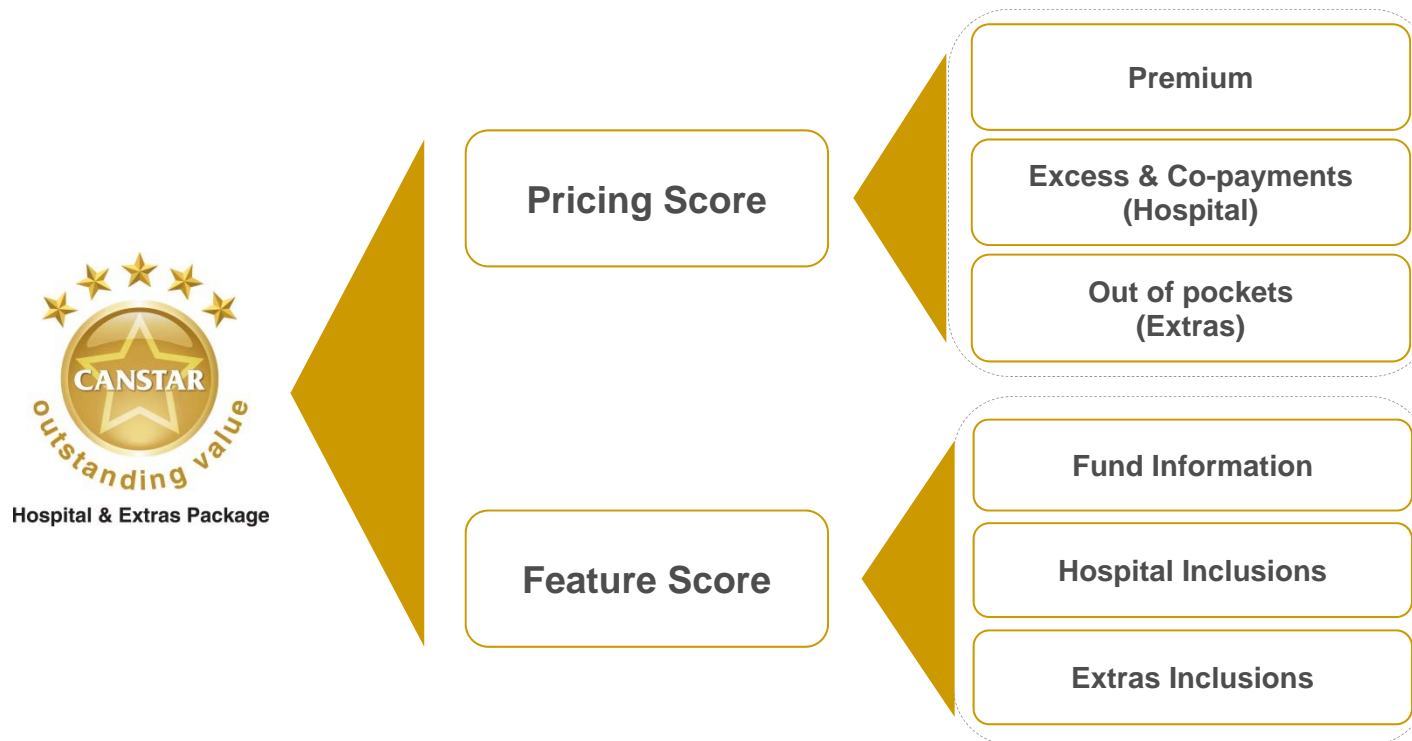 CANSTAR
outstanding value
Hospital & Extras Package
Pricing Score
Premium
Excess & Co-payments
(Hospital)
Out of pockets
(Extras)
Feature Score
Fund Information
Hospital Inclusions
Extras Inclusions